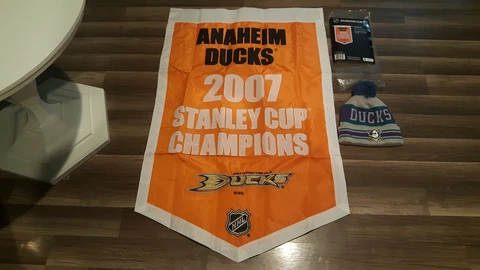 ANAHEIM
DUCKS
2007
STANLEY CUP
CHAMPIONS
DUCKS
NHL
DUCKS